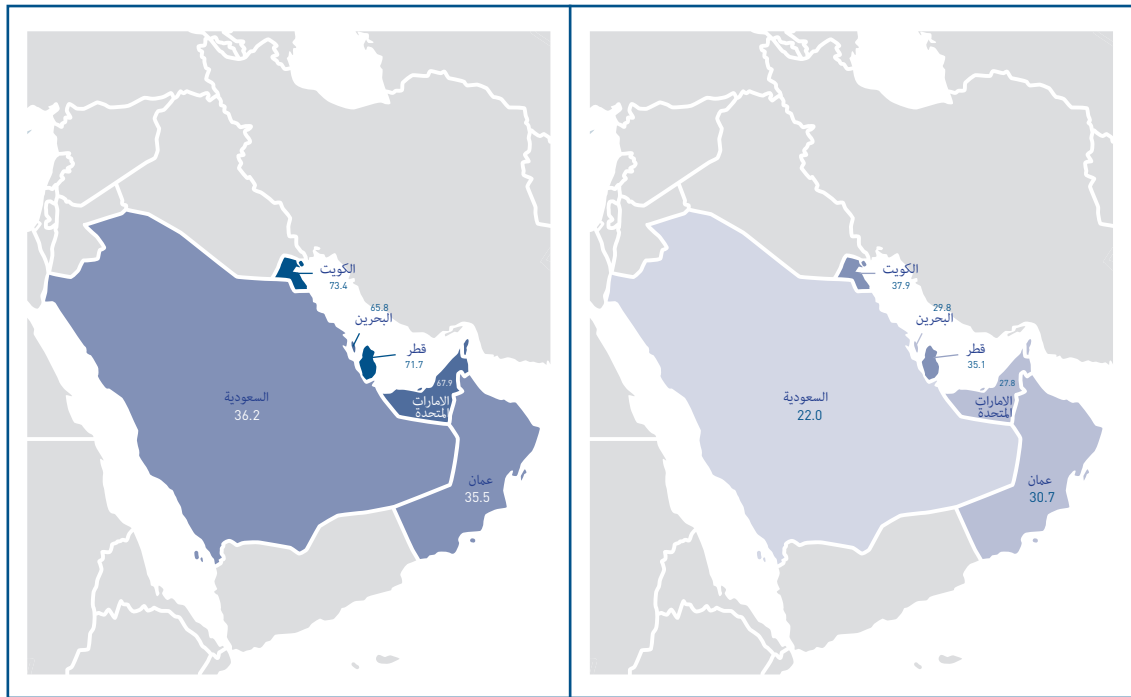 الكويت
73.4
65.8
البحرين
قطر
71.7
67.9
الامارات
المتحدة
السعودية
36.2
عمان
35.5
الكويت
37.9
29.8
البحرين
قطر
35.1
27.8
الامارات
المتحدة
السعودية
22.0
عمان
30.7